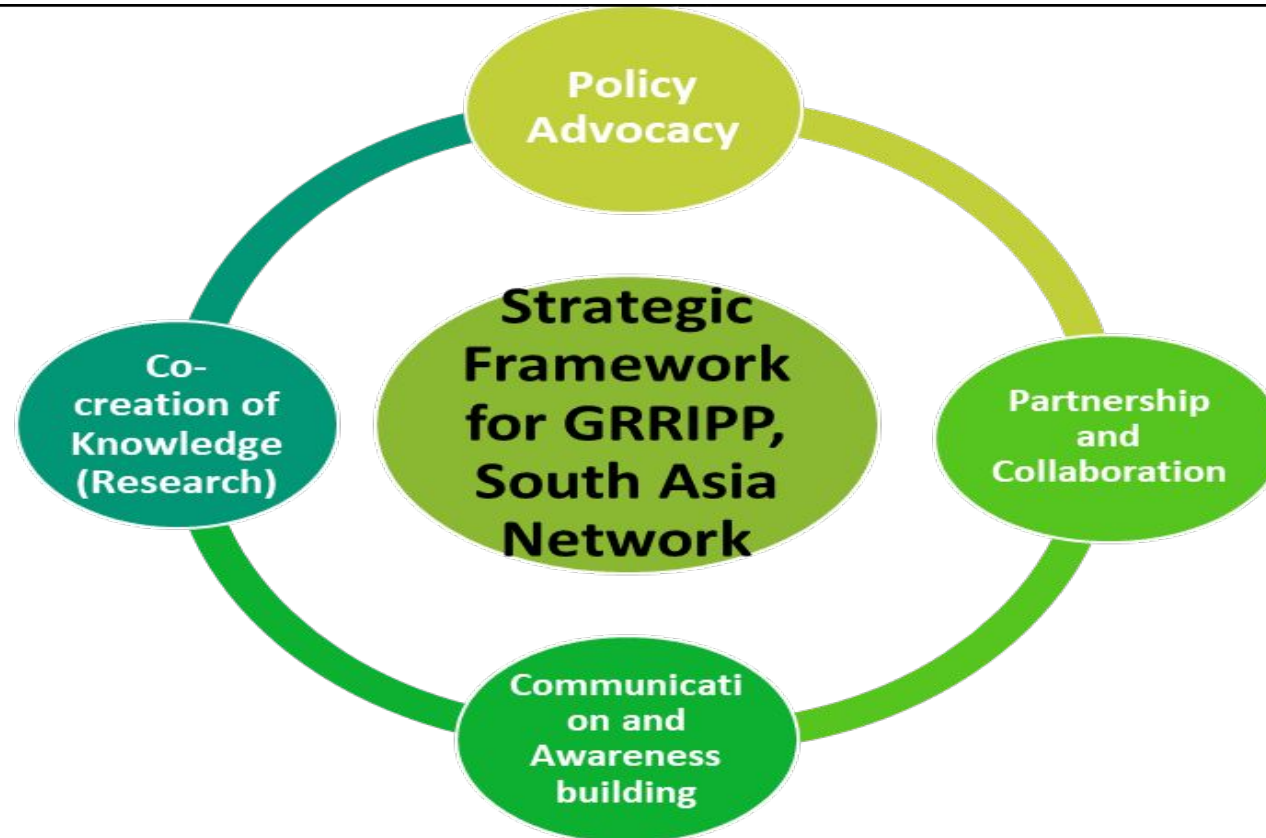 Policy
Advocacy
Strategic
Framework
for GRRIPP,
South Asia
Network
Co-
creation of
Knowledge
(Research)
Partnership
and
Collaboration
Communicati
on and
Awareness
building